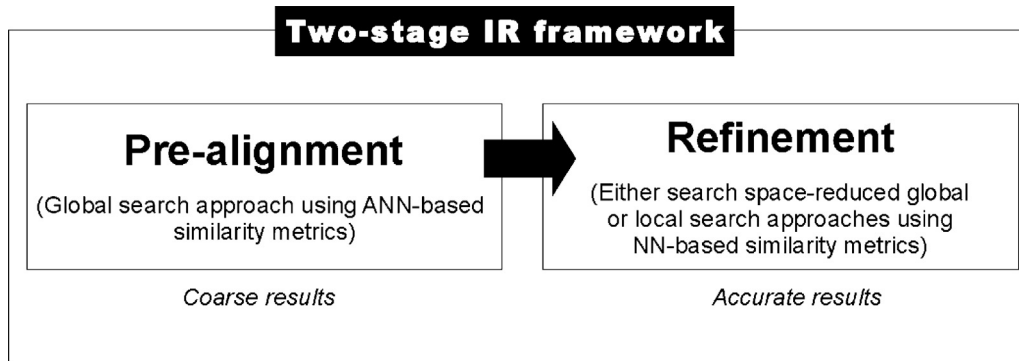 Two-stage IR framework
Pre-alignment
(Global search approach using ANN-based
similarity metrics)
Coarse results
Refinement
(Either search space-reduced global
or local search approaches using
NN-based similarity metrics)
Accurate results